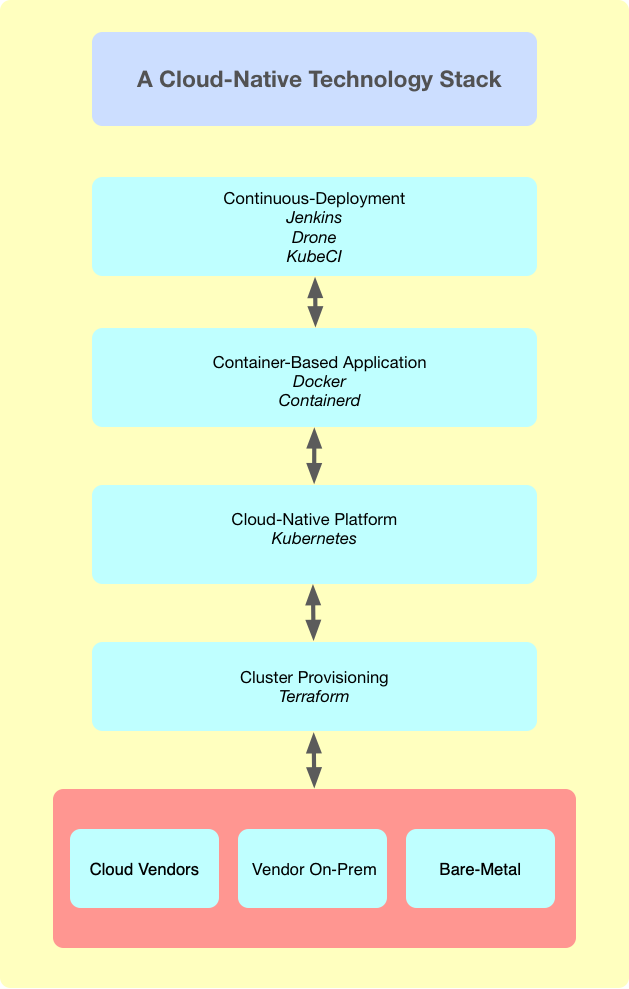 A Cloud-Native Technology Stack
Continuous-Deployment
Jenkins
Drone
KubeCI
Container-Based Application
Docker
Containerd
Cloud-Native Platform
Kubernetes
Cluster Provisioning
Terraform
Cloud Vendors
Vendor On-Prem
Bare-Metal